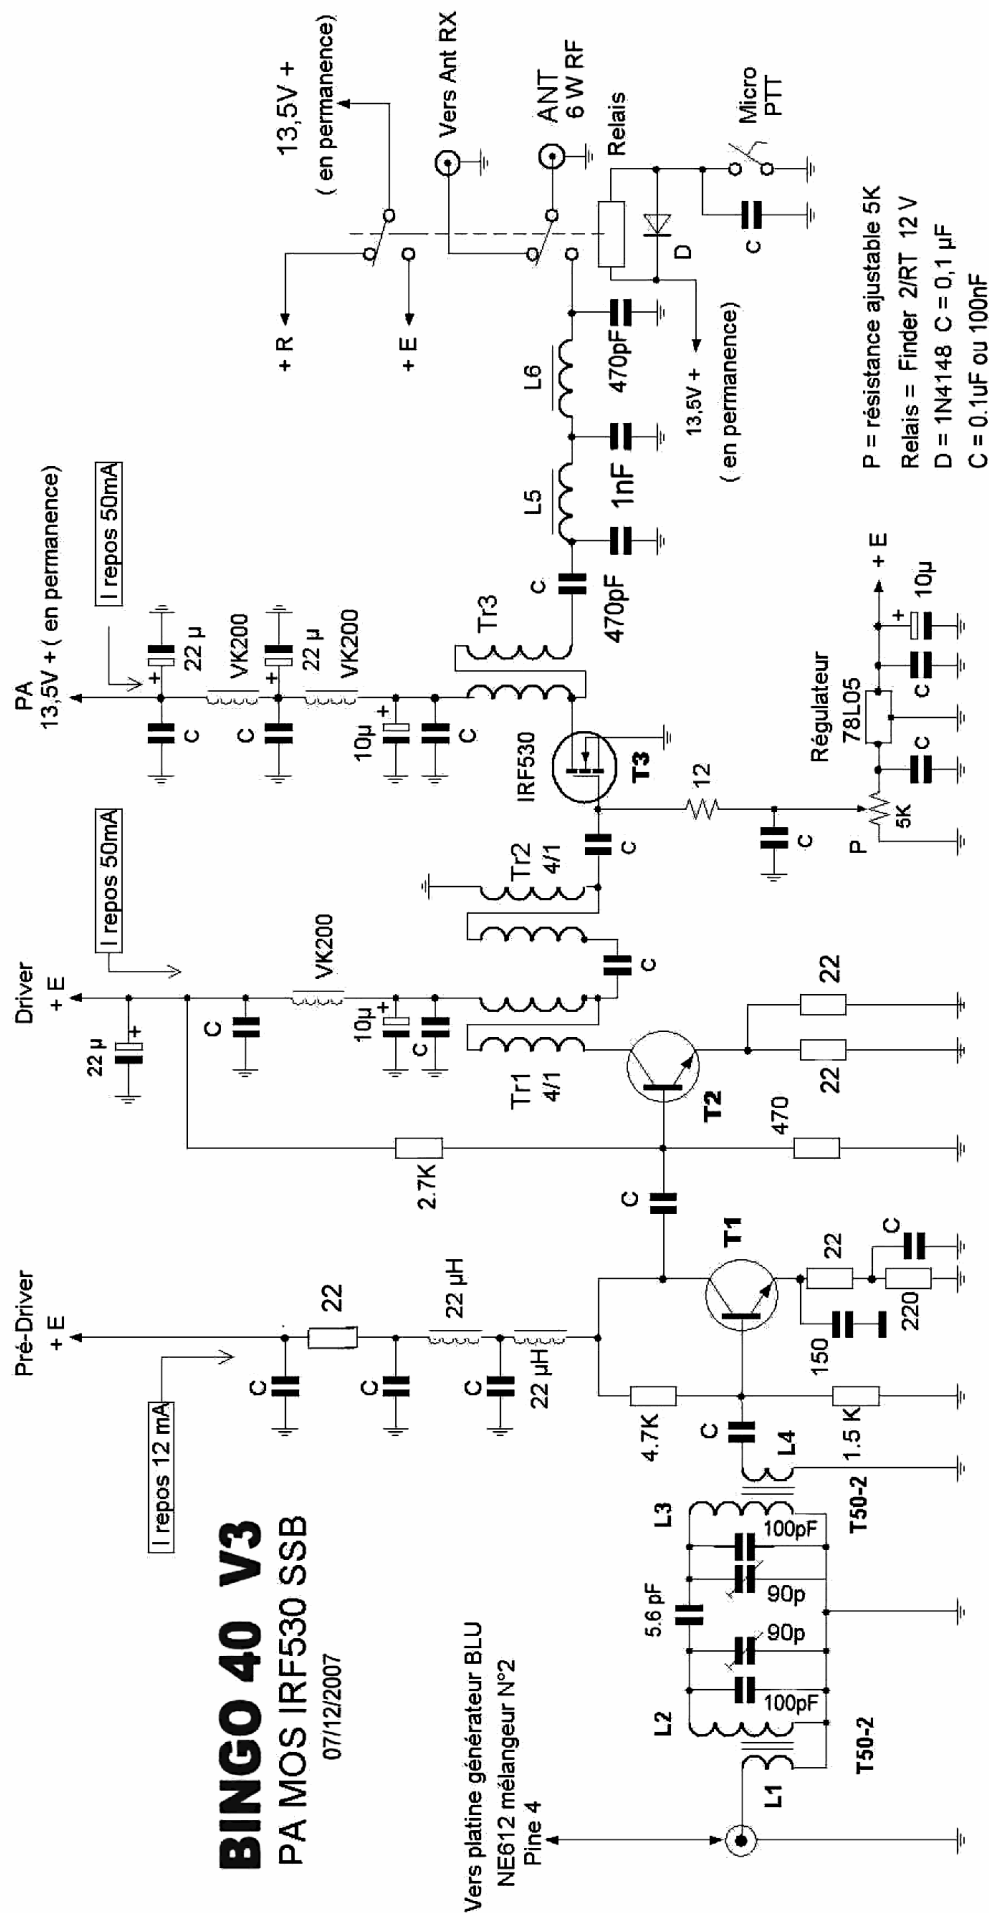 BINGO 40 V3
PA MOS IRF530 SSB
07/12/2007
Vers platine générateur BLU
NE612 mélangeur N°2
Pine 4
L1
T50-2
L2
100pF
90p
5.6 pF
90p
100pF
L3
T50-2
L4
C
Pré-Driver
+ E
I repos 12 mA
C
22
C
22 µH
C
22 µH
4.7K
1.5 K
T1
150
22
220
C
C
Driver
+ E
I repos 50mA
22 µ
+
C
VK200
10µ
+
C
2.7K
Tr1
4/1
T2
470
22
22
C
Tr2
4/1
C
PA
13,5V + ( en permanence)
I repos 50mA
C
+
22 µ
VK200
C
+
22 µ
VK200
10µ
+
C
IRF530
T3
Tr3
12
C
P
5K
Régulateur
78L05
C
C
+
10µ
+ E
C
470pF
L5
1nF
L6
470pF
+ R
+ E
13,5V +
( en permanence)
Vers Ant RX
ANT
6 W RF
Relais
D
C
Micro
PTT
13,5V +
( en permanence)
P = résistance ajustable 5K
Relais = Finder 2/RT 12 V
D = 1N4148 C = 0,1 µF
C = 0.1uF ou 100nF